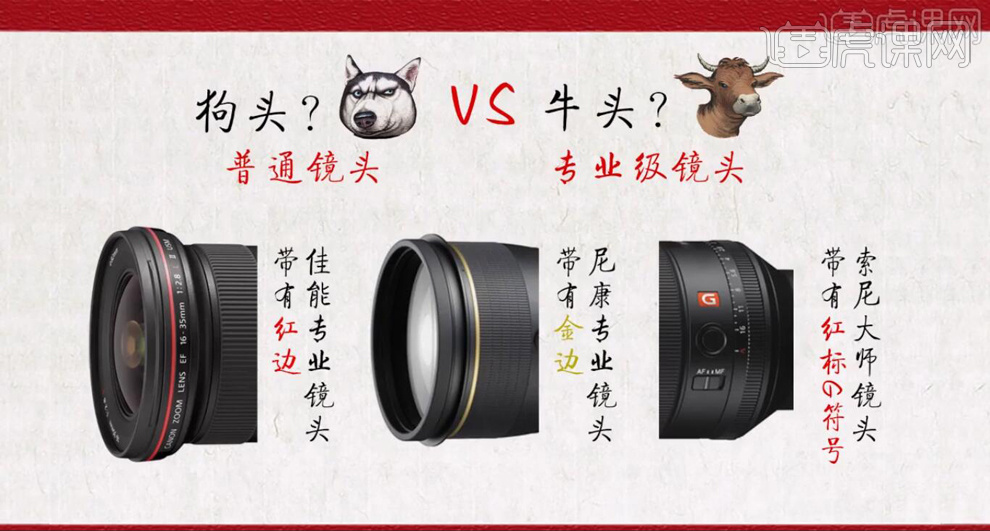 虎课网
狗头？ VS 牛头？
普通镜头
专业级镜头
佳能专业镜头
带有红边
CANON ZOOM LENS EF 16-35mm 1:2.8 L II USM
尼康专业镜头
带有金边
索尼大师镜头
带有红标G符号
G
AF MF